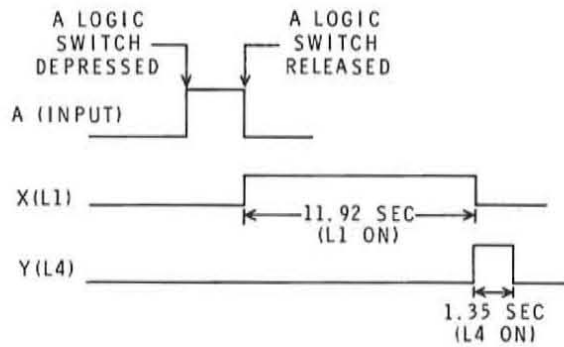 A LOGIC
SWITCH
DEPRESSED
A LOGIC
SWITCH
RELEASED
A (INPUT)
X(L1)
11.92 SEC
(L1 ON)
Y(L4)
1.35 SEC
(L4 ON)